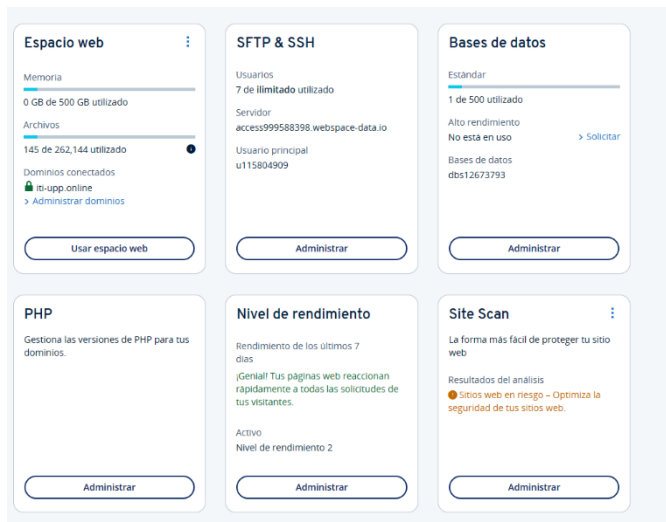 Espacio web
Memoria
0 GB de 500 GB utilizado
Archivos
145 de 262,144 utilizado
Dominios conectados
iti-upp.online
> Administrar dominios
Usar espacio web
SFTP & SSH
Usuarios
7 de ilimitado utilizado
Servidor
access999588398.webspace-data.io
Usuario principal
u115804909
Administrar
Bases de datos
Estándar
1 de 500 utilizado
Alto rendimiento
No está en uso > Solicitar
Bases de datos
dbs12673793
Administrar
PHP
Gestiona las versiones de PHP para tus
dominios.
Administrar
Nivel de rendimiento
Rendimiento de los últimos 7
días
¡Genial! Tus páginas web reaccionan
rápidamente a todas las solicitudes de
tus visitantes.
Activo
Nivel de rendimiento 2
Administrar
Site Scan
La forma más fácil de proteger tu sitio
web
Resultados del análisis
Sitios web en riesgo – Optimiza la
seguridad de tus sitios web.
Administrar